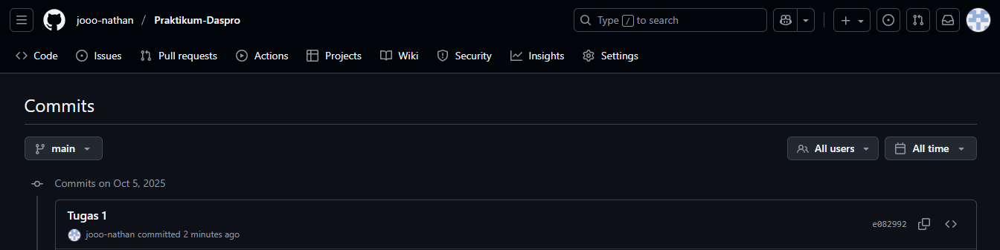 jooo-nathan / Praktikum-Daspro Type / to search
Code Issues Pull requests Actions Projects Wiki Security Insights Settings
Commits
main All users All time
Commits on Oct 5, 2025
Tugas 1
e082992
jooo-nathan committed 2 minutes ago